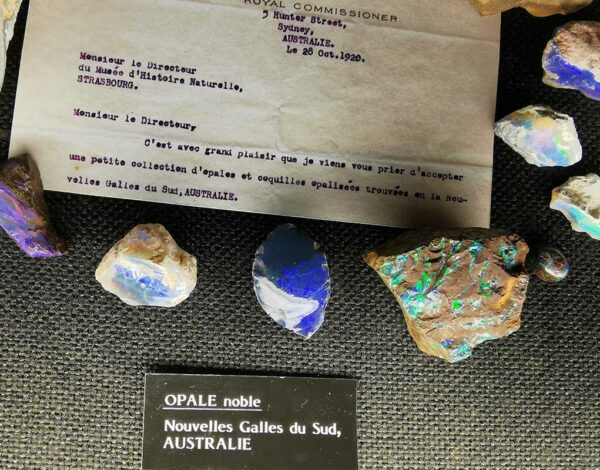 ROYAL COMMISSIONER
5 Hunter Street,
Sydney,
AUSTRALIE.
Le 28 Oct.1920.
Monsieur le Directeur
du Musée d'Histoire Naturelle,
STRASBOURG.
Monsieur le Directeur,
C'est avec grand plaisir que je viens vous prier d'accepter
une petite collection d'opales et coquilles opalisées trouvées en la Nou-
velles Galles du Sud,AUSTRALIE.
OPALE noble
Nouvelles Galles du Sud,
AUSTRALIE